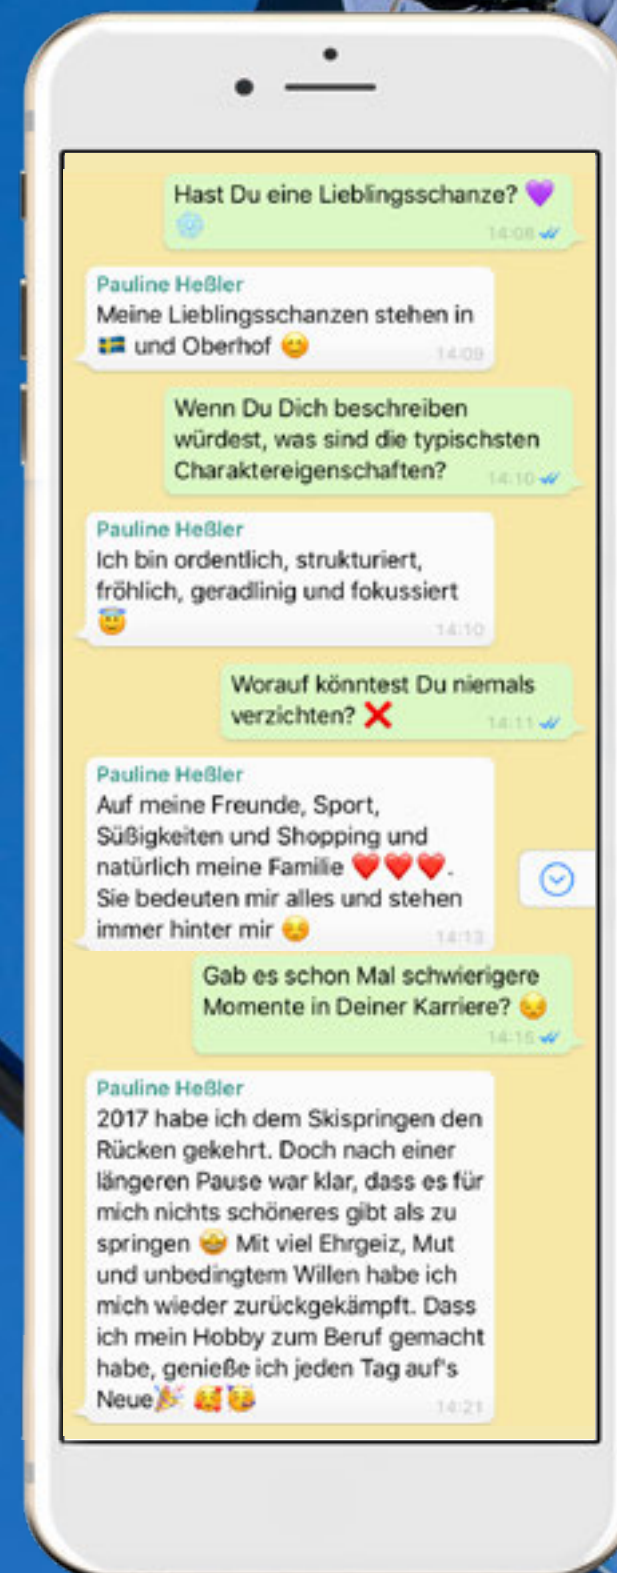 Hast Du eine Lieblingsschanze? 💜
❄️ 14:08
Pauline Heßler
Meine Lieblingsschanzen stehen in
🇸🇪 und Oberhof 😊 14:09
Wenn Du Dich beschreiben
würdest, was sind die typischsten
Charaktereigenschaften? 14:10
Pauline Heßler
Ich bin ordentlich, strukturiert,
fröhlich, geradlinig und fokussiert
😇 14:10
Worauf könntest Du niemals
verzichten? ❌ 14:11
Pauline Heßler
Auf meine Freunde, Sport,
Süßigkeiten und Shopping und
natürlich meine Familie ❤️❤️❤️.
Sie bedeuten mir alles und stehen
immer hinter mir 😏 14:13
Gab es schon Mal schwierigere
Momente in Deiner Karriere? 😔
14:15
Pauline Heßler
2017 habe ich dem Skispringen den
Rücken gekehrt. Doch nach einer
längeren Pause war klar, dass es für
mich nichts schöneres gibt als zu
springen 🤩 Mit viel Ehrgeiz, Mut
und unbedingtem Willen habe ich
mich wieder zurückgekämpft. Dass
ich mein Hobby zum Beruf gemacht
habe, genieße ich jeden Tag auf's
Neue🎉 🥰🥳 14:21